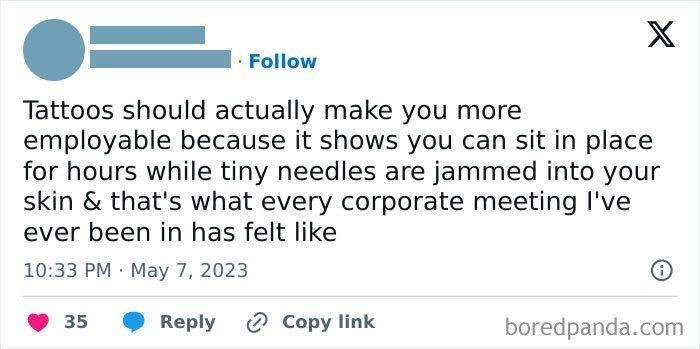 · Follow
Tattoos should actually make you more
employable because it shows you can sit in place
for hours while tiny needles are jammed into your
skin & that's what every corporate meeting I've
ever been in has felt like
10:33 PM · May 7, 2023
35 Reply Copy link
boredpanda.com